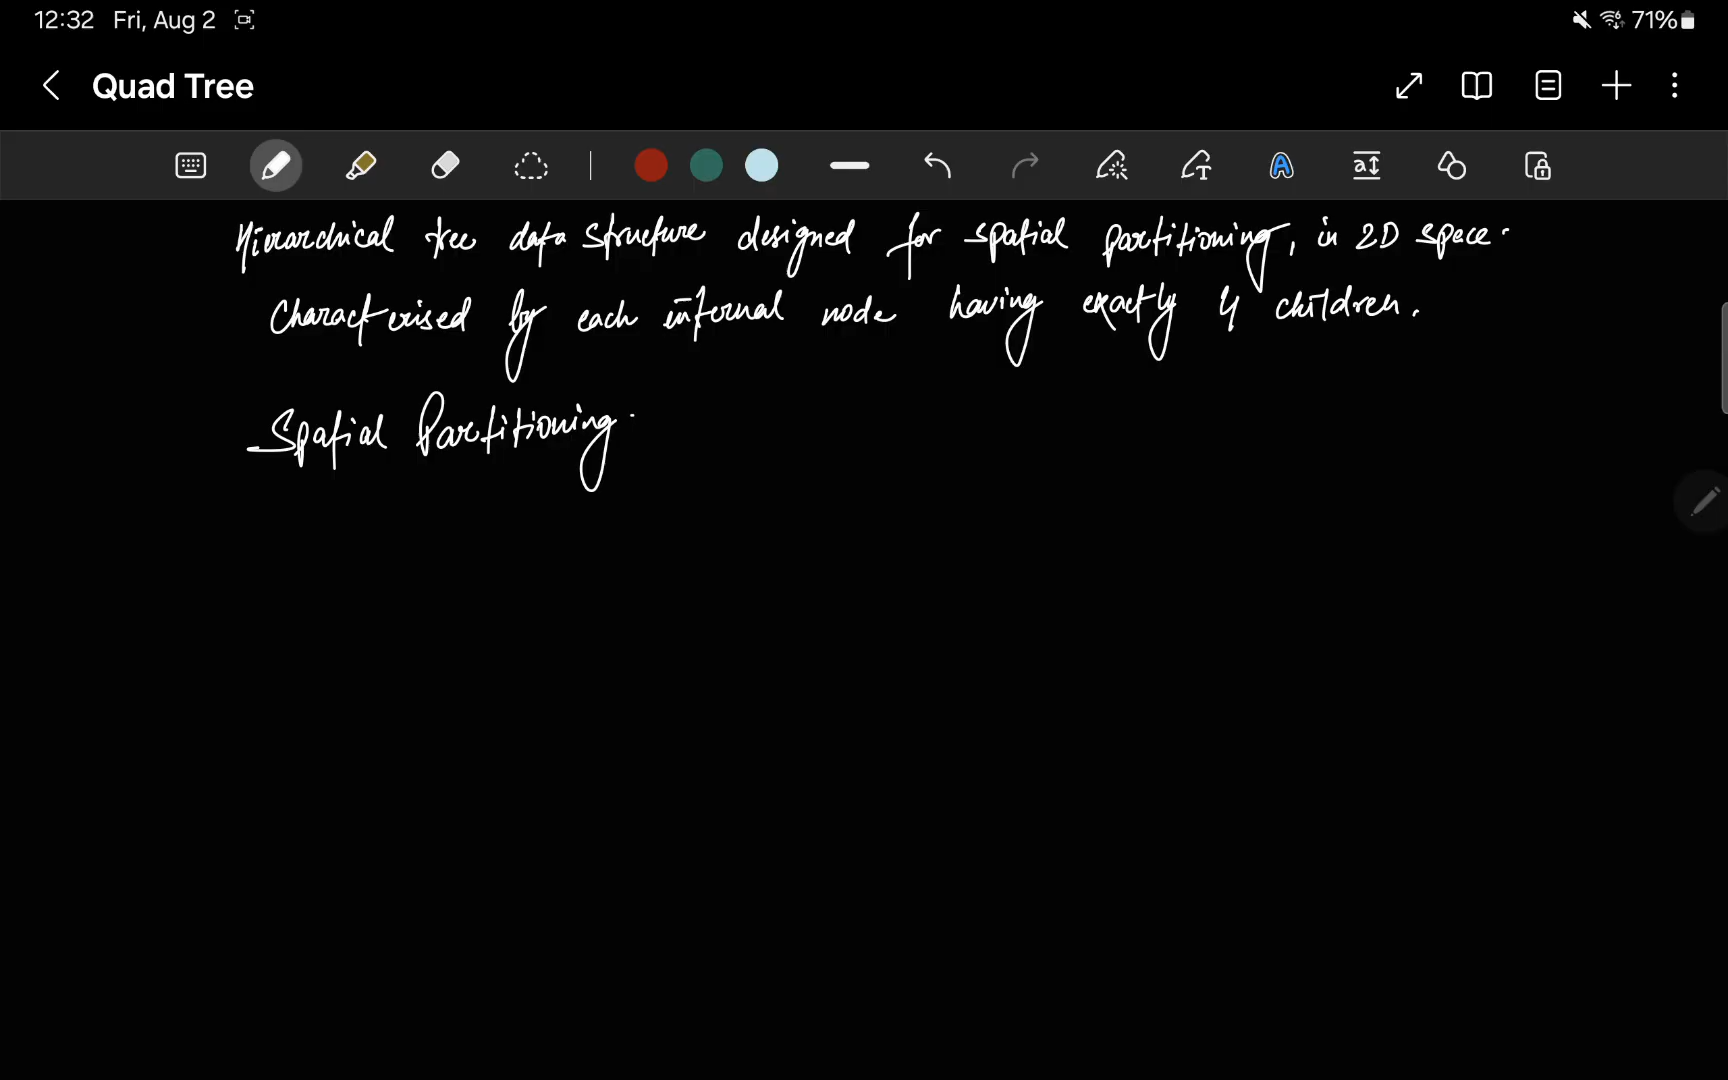 12:32 Fri, Aug 2 71%
Quad Tree
Hierarchical tree data structure designed for spatial partitioning, in 2D space.
Characterised by each internal node having exactly 4 children.
Spatial Partitioning.